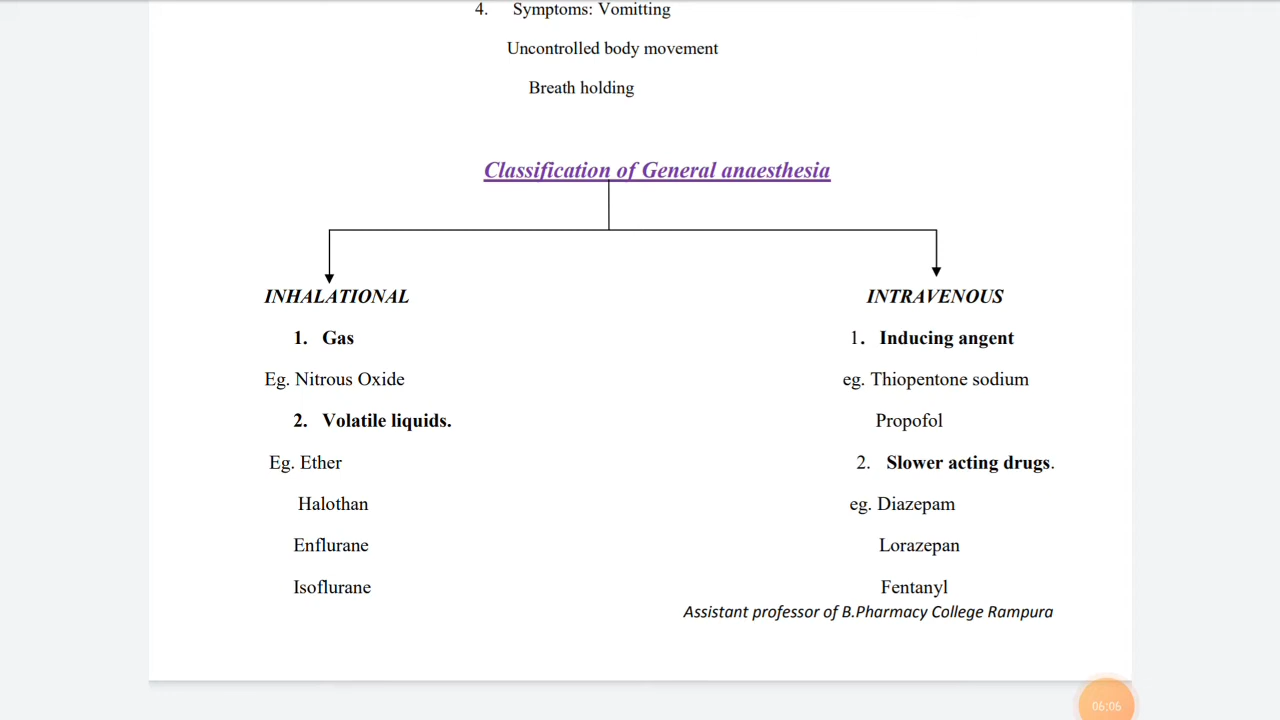 4. Symptoms: Vomitting
Uncontrolled body movement
Breath holding
Classification of General anaesthesia
INHALATIONAL
1. Gas
Eg. Nitrous Oxide
2. Volatile liquids.
Eg. Ether
Halothan
Enflurane
Isoflurane
INTRAVENOUS
1. Inducing angent
eg. Thiopentone sodium
Propofol
2. Slower acting drugs.
eg. Diazepam
Lorazepan
Fentanyl
Assistant professor of B.Pharmacy College Rampura
06:06